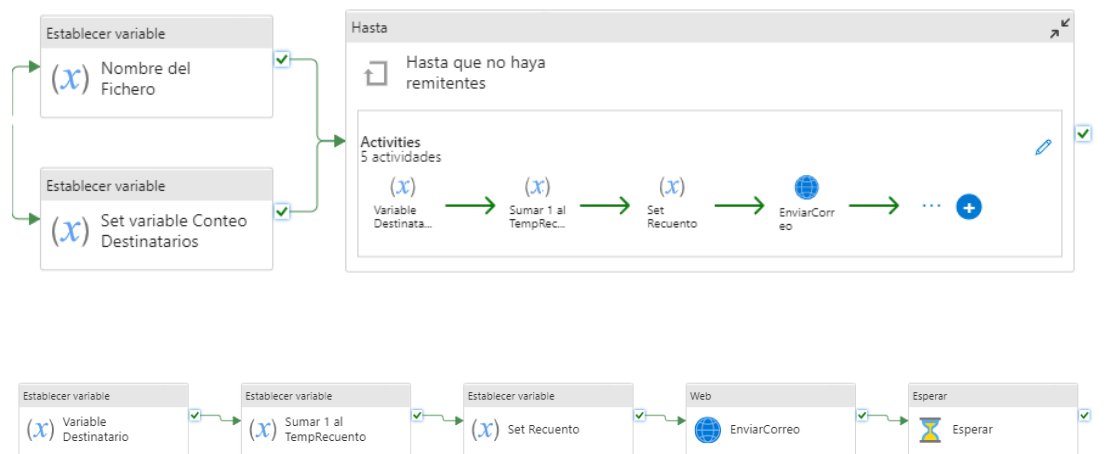 Establecer variable
(x) Nombre del
Fichero
Establecer variable
(x) Set variable Conteo
Destinatarios
Hasta
Hasta que no haya
remitentes
Activities
5 actividades
(x)
Variable
Destinata...
(x)
Sumar 1 al
TempRec...
(x)
Set
Recuento
EnviarCorr
eo
...
Establecer variable
(x) Variable
Destinatario
Establecer variable
(x) Sumar 1 al
TempRecuento
Establecer variable
(x) Set Recuento
Web
EnviarCorreo
Esperar
Esperar